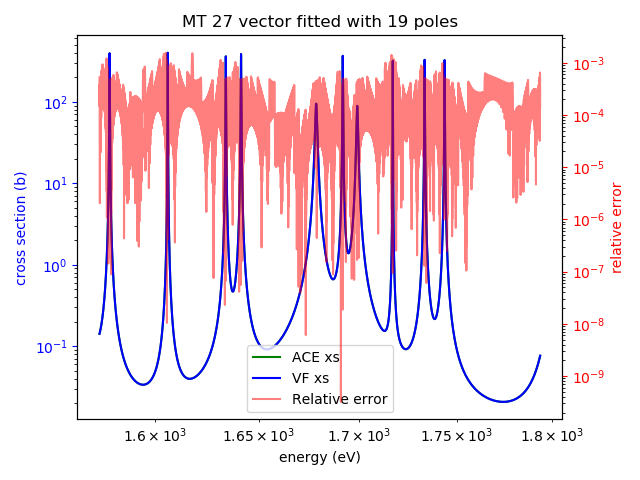 MT 27 vector fitted with 19 poles
10² 10¹ 10⁰ 10⁻¹
cross section (b)
10⁻³ 10⁻⁴ 10⁻⁵ 10⁻⁶ 10⁻⁷ 10⁻⁸ 10⁻⁹
relative error
ACE xs
VF xs
Relative error
1.6 × 10³ 1.65 × 10³ 1.7 × 10³ 1.75 × 10³ 1.8 × 10³
energy (eV)